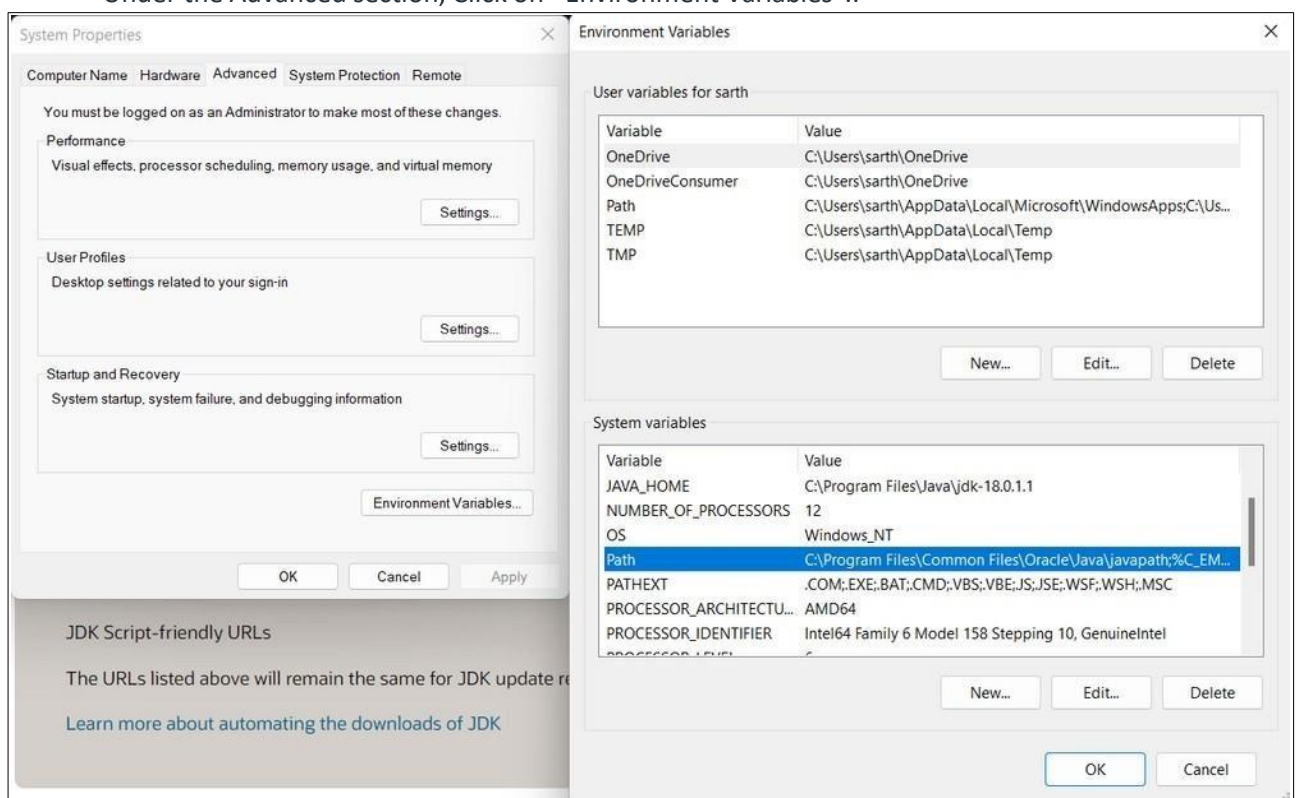 Under the Advanced section, Click on "Environment Variables"..
System Properties
Computer Name Hardware Advanced System Protection Remote
You must be logged on as an Administrator to make most of these changes.
Performance
Visual effects, processor scheduling, memory usage, and virtual memory
Settings...
User Profiles
Desktop settings related to your sign-in
Settings...
Startup and Recovery
System startup, system failure, and debugging information
Settings...
Environment Variables...
OK Cancel Apply
JDK Script-friendly URLs
The URLs listed above will remain the same for JDK update
Learn more about automating the downloads of JDK
Environment Variables
User variables for sarth
Variable Value
OneDrive C:\Users\sarth\OneDrive
OneDriveConsumer C:\Users\sarth\OneDrive
Path C:\Users\sarth\AppData\Local\Microsoft\WindowsApps;C:\Us...
TEMP C:\Users\sarth\AppData\Local\Temp
TMP C:\Users\sarth\AppData\Local\Temp
New... Edit... Delete
System variables
Variable Value
JAVA_HOME C:\Program Files\Java\jdk-18.0.1.1
NUMBER_OF_PROCESSORS 12
OS Windows_NT
Path C:\Program Files\Common Files\Oracle\Java\javapath;%C_EM...
PATHEXT .COM;.EXE;.BAT;.CMD;.VBS;.VBE;.JS;.JSE;.WSF;.WSH;.MSC
PROCESSOR_ARCHITECTU... AMD64
PROCESSOR_IDENTIFIER Intel64 Family 6 Model 158 Stepping 10, GenuineIntel
New... Edit... Delete
OK Cancel